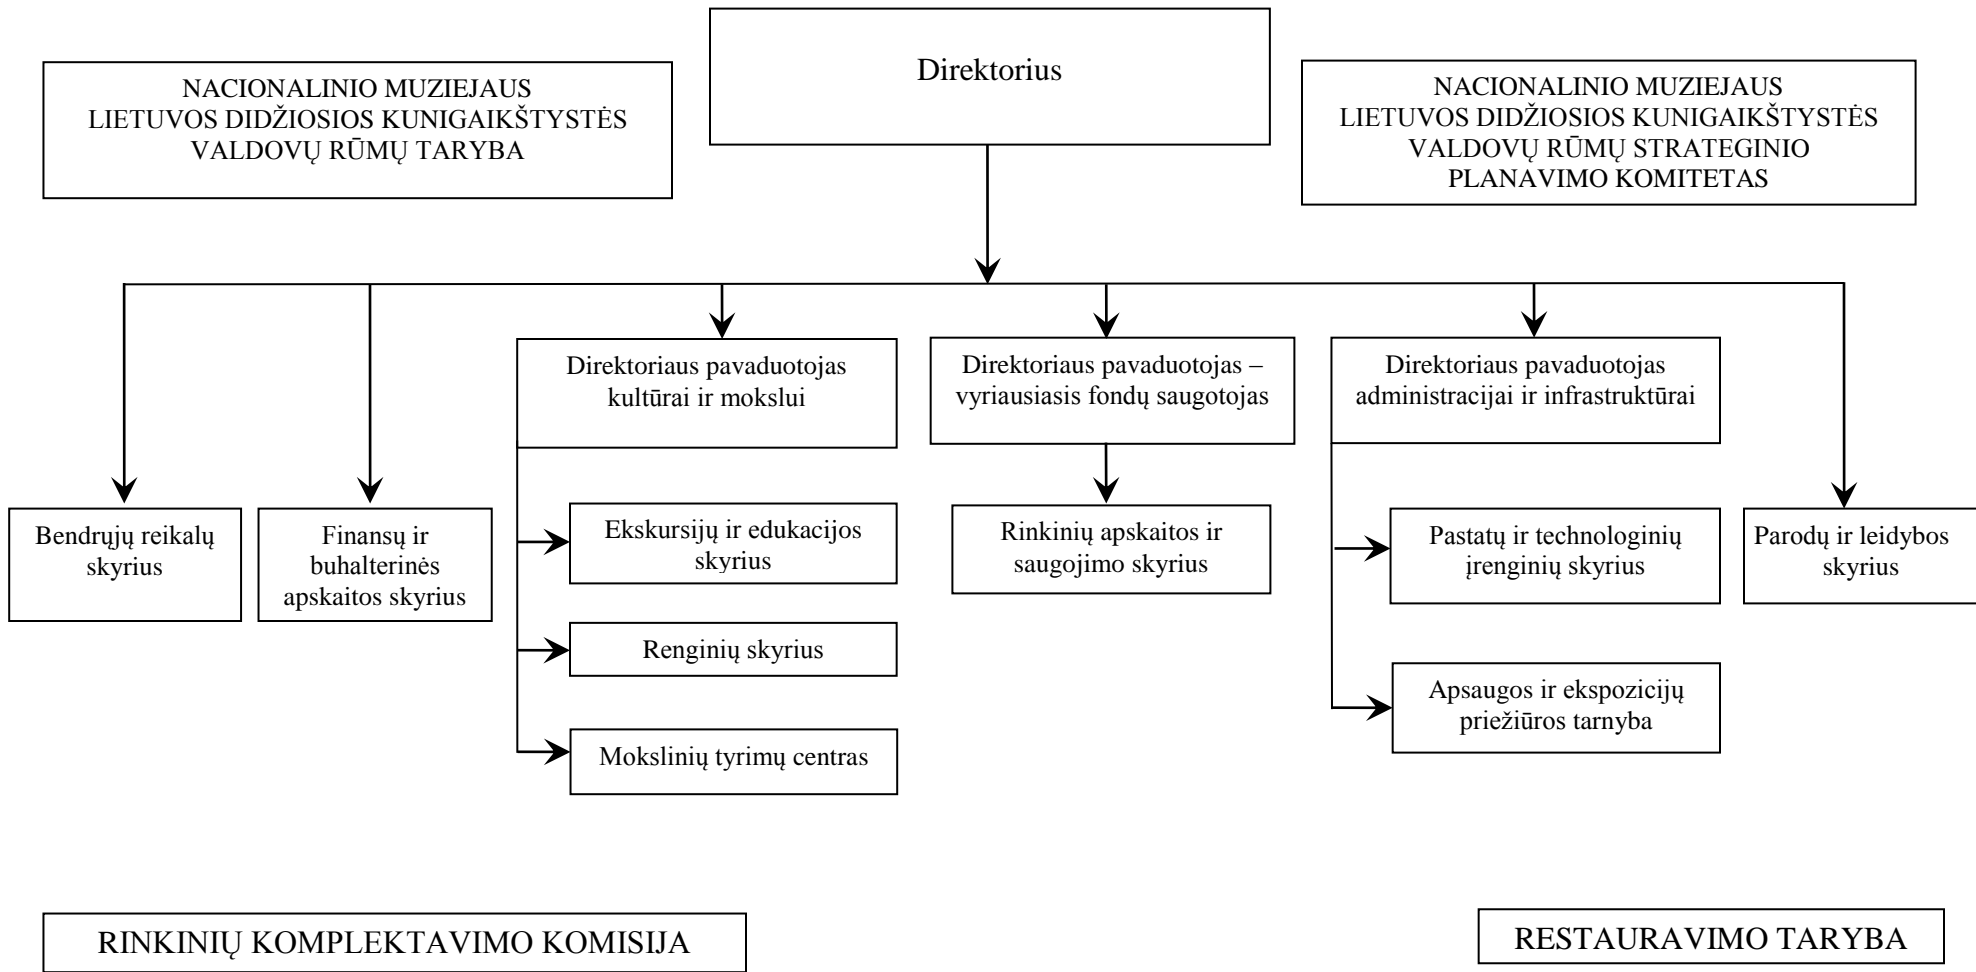 Direktorius
NACIONALINIO MUZIEJAUS
LIETUVOS DIDŽIOSIOS KUNIGAIKŠTYSTĖS
VALDOVŲ RŪMŲ TARYBA
NACIONALINIO MUZIEJAUS
LIETUVOS DIDŽIOSIOS KUNIGAIKŠTYSTĖS
VALDOVŲ RŪMŲ STRATEGINIO
PLANAVIMO KOMITETAS
Direktoriaus pavaduotojas
kultūrai ir mokslui
Direktoriaus pavaduotojas –
vyriausiasis fondų saugotojas
Direktoriaus pavaduotojas
administracijai ir infrastruktūrai
Bendrųjų reikalų
skyrius
Finansų ir
buhalterinės
apskaitos skyrius
Ekskursijų ir edukacijos
skyrius
Renginių skyrius
Mokslinių tyrimų centras
Rinkinių apskaitos ir
saugojimo skyrius
Pastatų ir technologinių
įrenginių skyrius
Apsaugos ir ekspozicijų
priežiūros tarnyba
Parodų ir leidybos
skyrius
RINKINIŲ KOMPLEKTAVIMO KOMISIJA
RESTAURAVIMO TARYBA